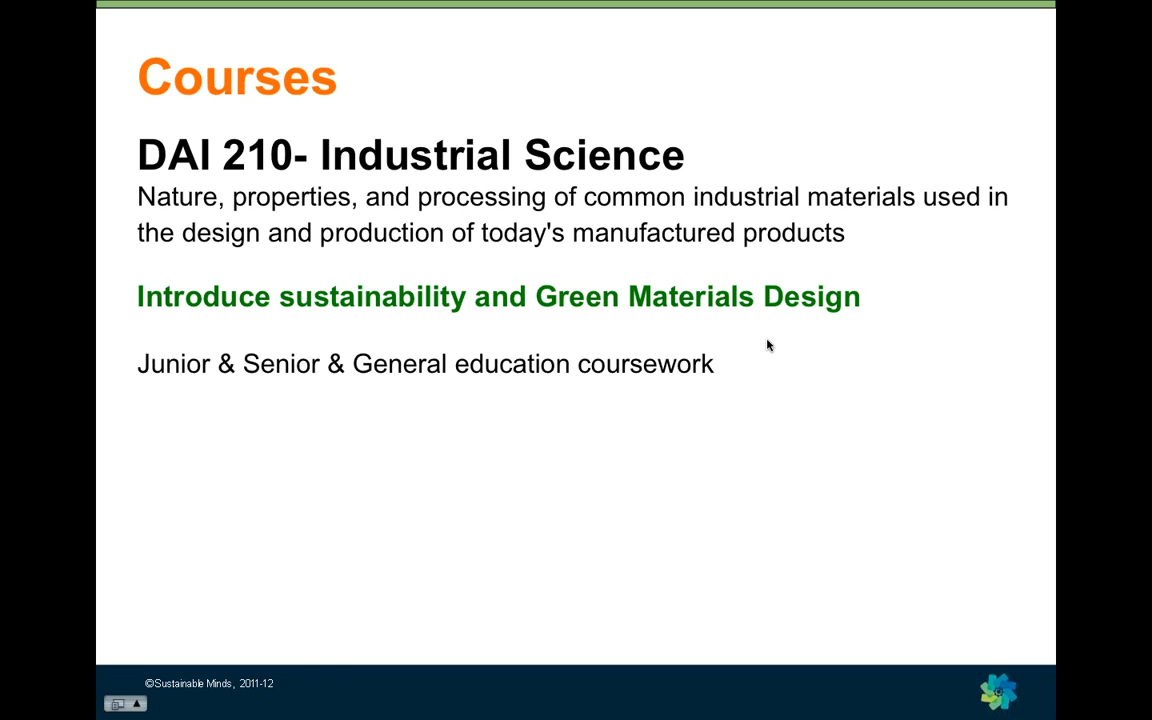 Courses
DAI 210- Industrial Science
Nature, properties, and processing of common industrial materials used in
the design and production of today's manufactured products
Introduce sustainability and Green Materials Design
Junior & Senior & General education coursework
©Sustainable Minds, 2011-12